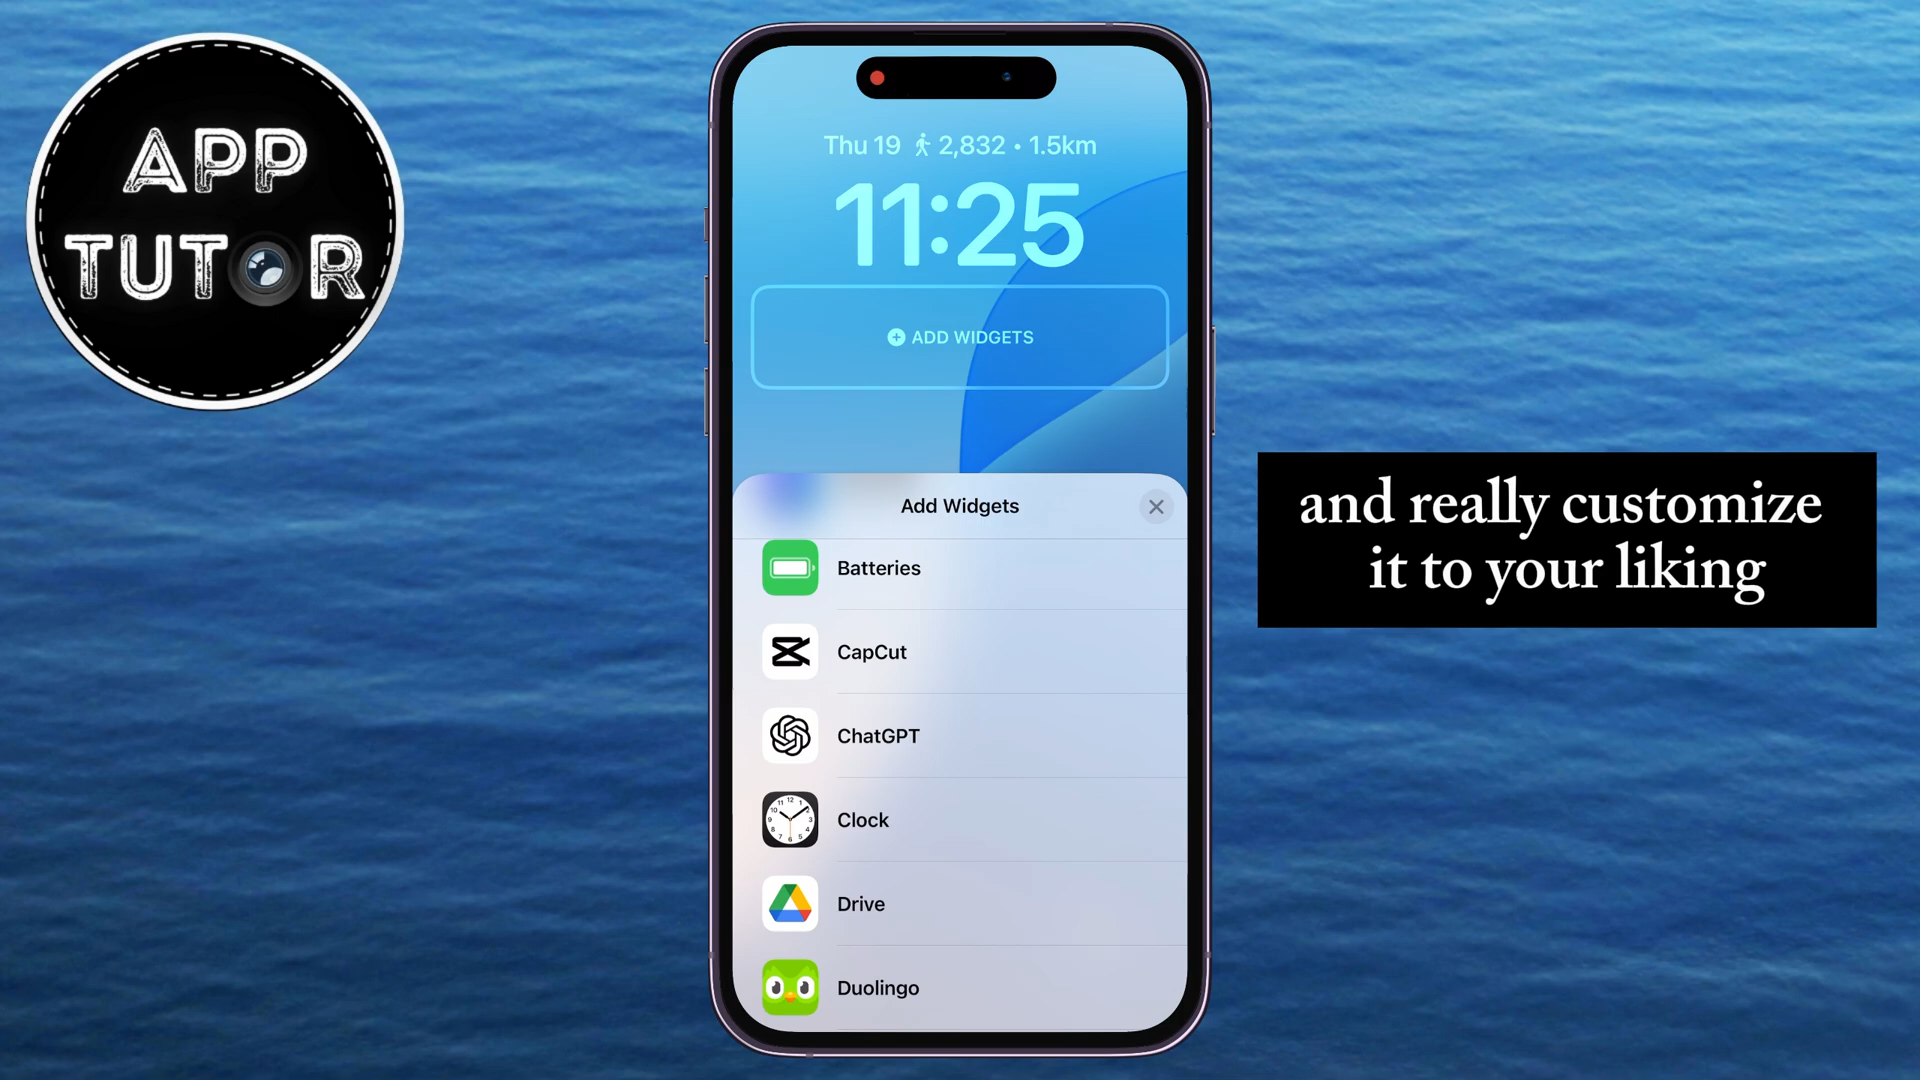 APP
TUTOR
Thu 19 2,832 • 1.5km
11:25
ADD WIDGETS
Add Widgets
Batteries
CapCut
ChatGPT
Clock
Drive
Duolingo
and really customize
it to your liking